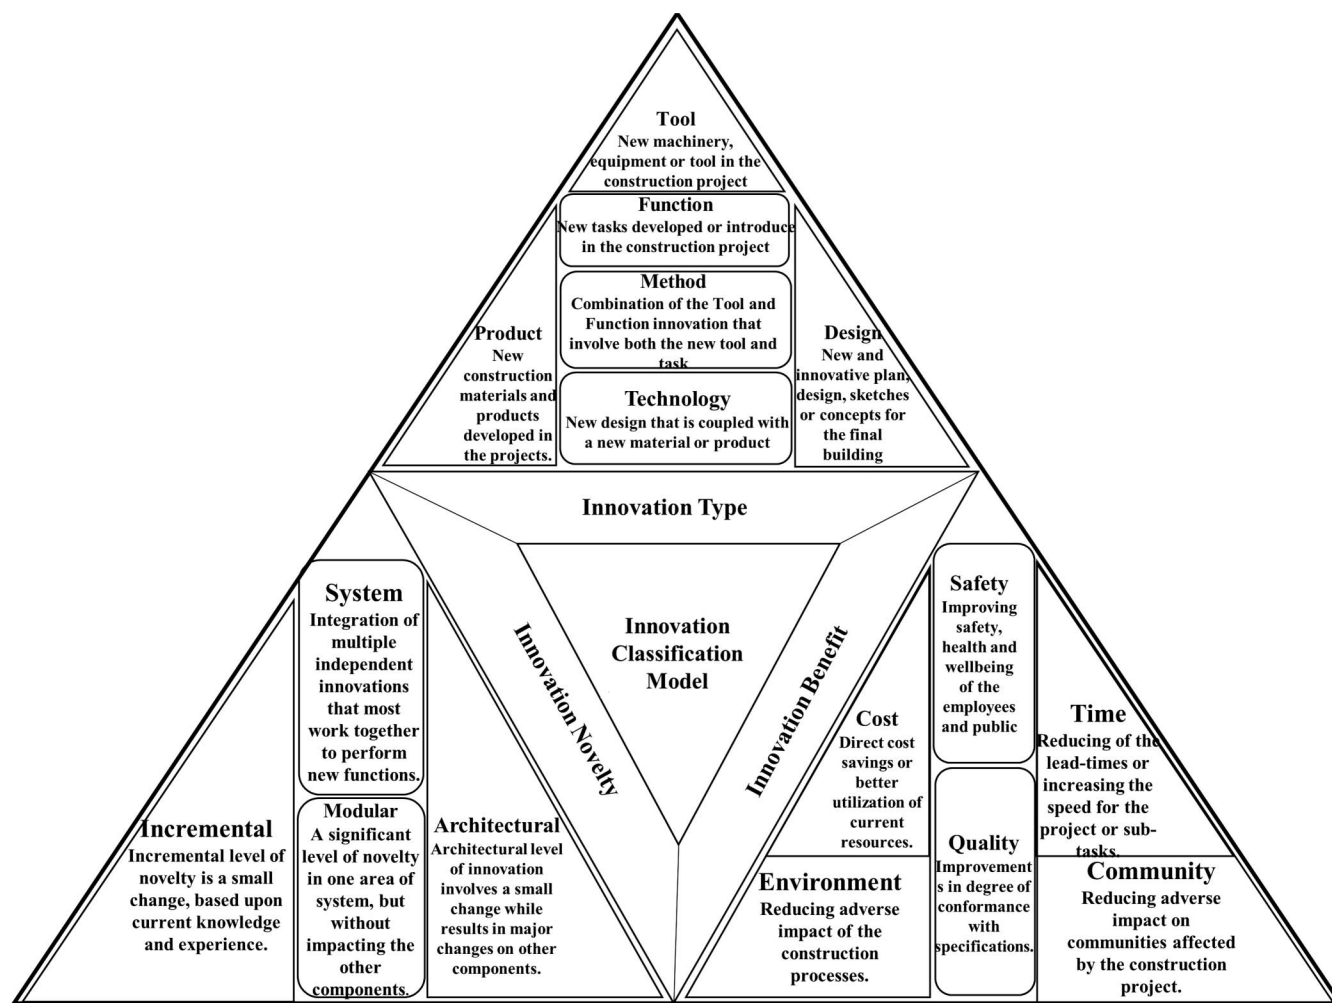 Tool
New machinery,
equipment or tool in the
construction project
Function
New tasks developed or introduce
in the construction project
Method
Combination of the Tool and
Function innovation that
involve both the new tool and
task
Technology
New design that is coupled with
a new material or product
Product
New
construction
materials and
products
developed in
the projects.
Design
New and
innovative plan,
design, sketches
or concepts for
the final
building
Innovation Type
Innovation
Classification
Model
Innovation Novelty
Innovation Benefit
System
Integration of
multiple
independent
innovations
that most
work together
to perform
new functions.
Incremental
Incremental level of
novelty is a small
change, based upon
current knowledge
and experience.
Modular
A significant
level of novelty
in one area of
system, but
without
impacting the
other
components.
Architectural
Architectural level
of innovation
involves a small
change while
results in major
changes on other
components.
Cost
Direct cost
savings or
better
utilization of
current
resources.
Safety
Improving
safety,
health and
wellbeing
of the
employees
and public
Time
Reducing of the
lead-times or
increasing the
speed for the
project or sub-
tasks.
Environment
Reducing adverse
impact of the
construction
processes.
Quality
Improvement
s in degree of
conformance
with
specifications.
Community
Reducing adverse
impact on
communities affected
by the construction
project.